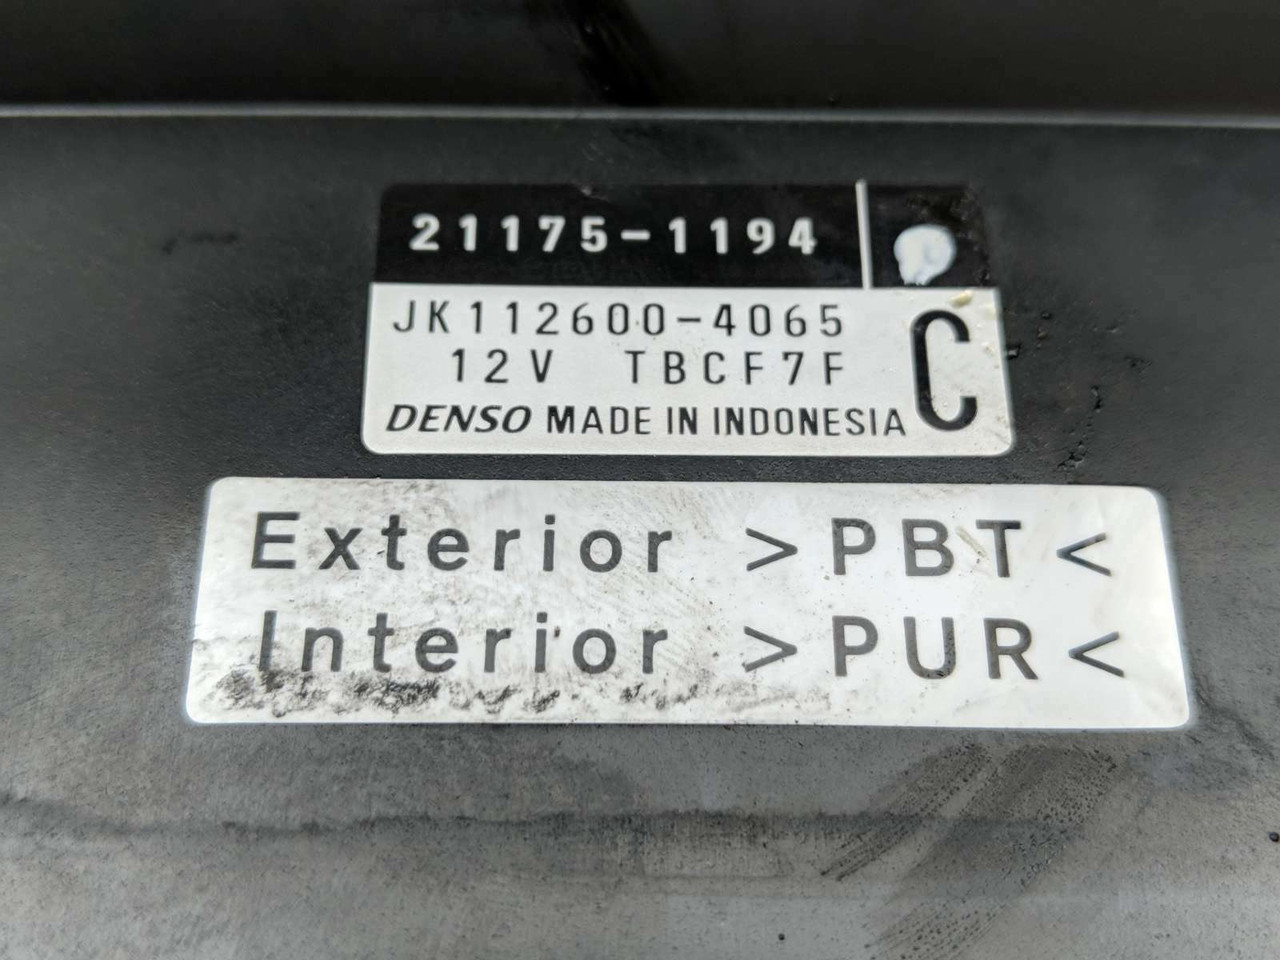 21175-1194
JK112600-4065
12V TBCF7F
C
DENSO MADE IN INDONESIA
Exterior >PBT<
Interior >PUR<